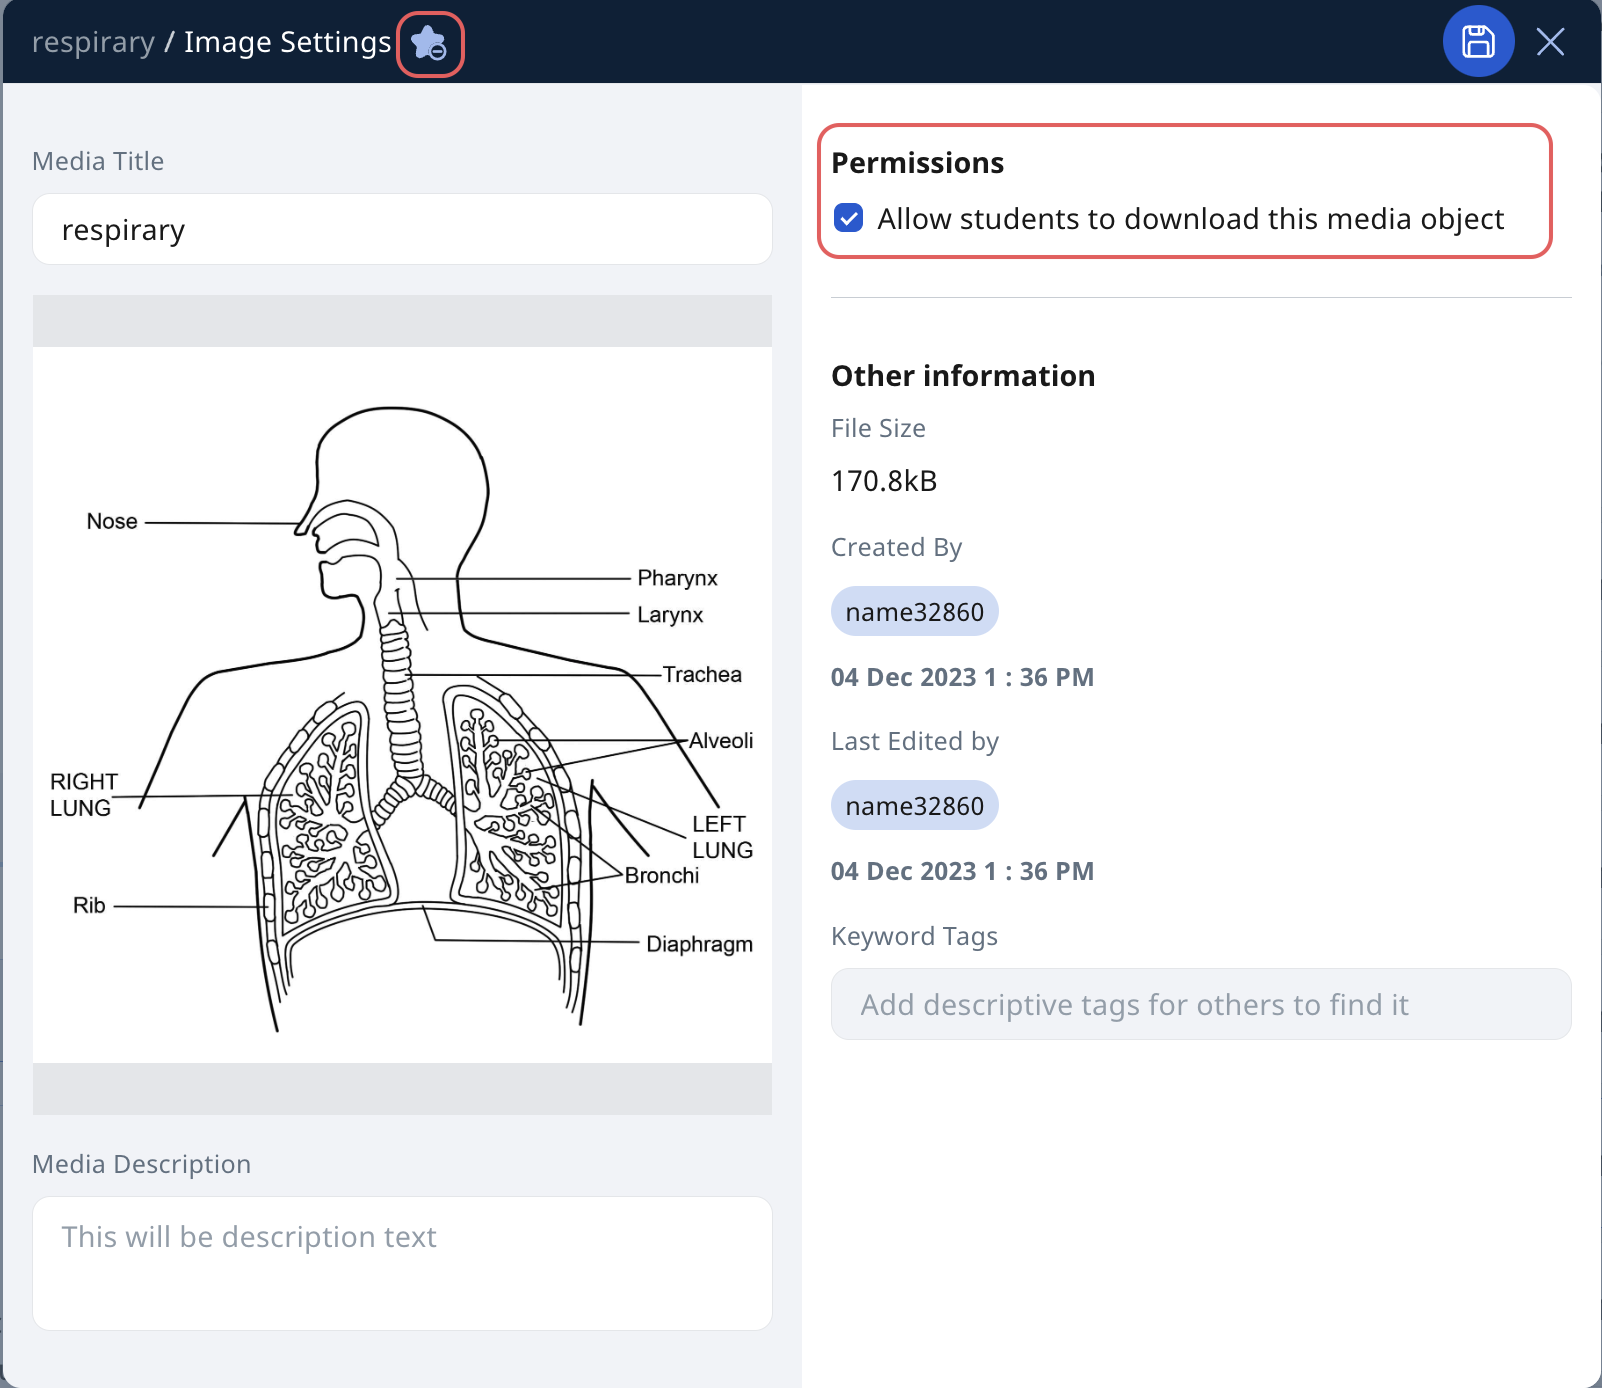 respirary / Image Settings
Media Title
respirary
Nose
Pharynx
Larynx
Trachea
Alveoli
RIGHT
LUNG
LEFT
LUNG
Bronchi
Rib
Diaphragm
Media Description
This will be description text
Permissions
Allow students to download this media object
Other information
File Size
170.8kB
Created By
name32860
04 Dec 2023 1 : 36 PM
Last Edited by
name32860
04 Dec 2023 1 : 36 PM
Keyword Tags
Add descriptive tags for others to find it